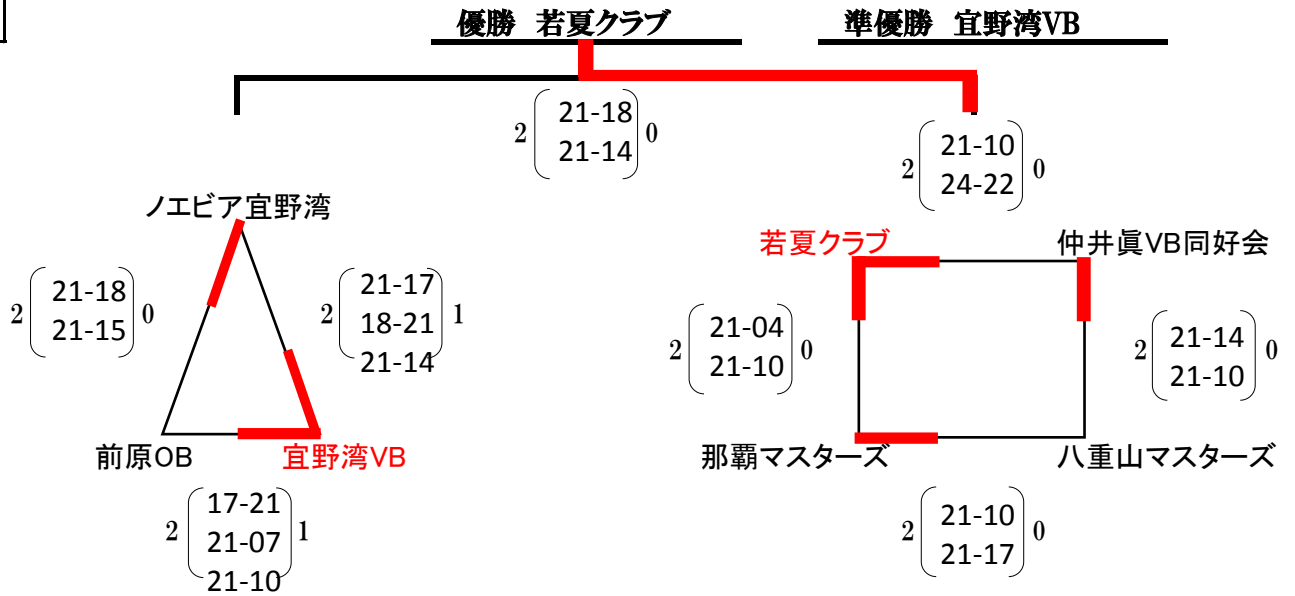 優勝 若夏クラブ
準優勝 宜野湾VB
2 21-18 0
21-14
2 21-10 0
24-22
ノエビア宜野湾
若夏クラブ
仲井眞VB同好会
2 21-18 0
21-15
2 21-17 1
18-21
21-14
2 21-04 0
21-10
2 21-14 0
21-10
前原OB
宜野湾VB
那覇マスターズ
八重山マスターズ
2 17-21 1
21-07
21-10
2 21-10 0
21-17